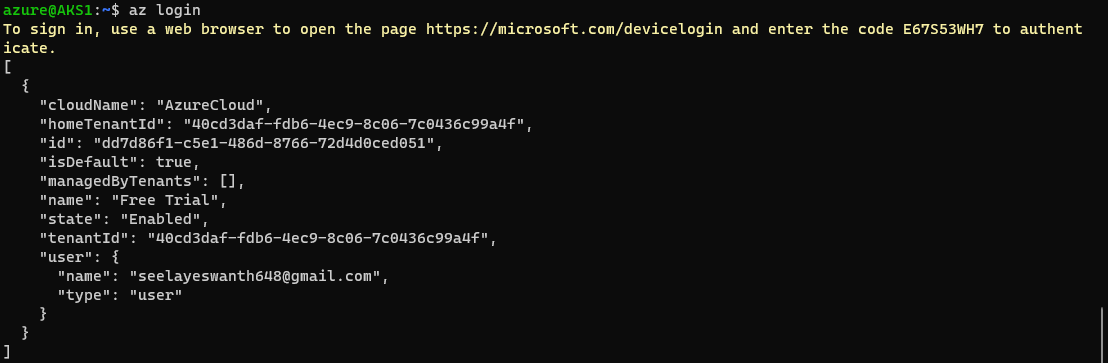 azure@AKS1:~$ az login
To sign in, use a web browser to open the page https://microsoft.com/devicelogin and enter the code E67S53WH7 to authent
icate.
[
  {
    "cloudName": "AzureCloud",
    "homeTenantId": "40cd3daf-fdb6-4ec9-8c06-7c0436c99a4f",
    "id": "dd7d86f1-c5e1-486d-8766-72d4d0ced051",
    "isDefault": true,
    "managedByTenants": [],
    "name": "Free Trial",
    "state": "Enabled",
    "tenantId": "40cd3daf-fdb6-4ec9-8c06-7c0436c99a4f",
    "user": {
      "name": "seelayeswanth648@gmail.com",
      "type": "user"
    }
  }
]